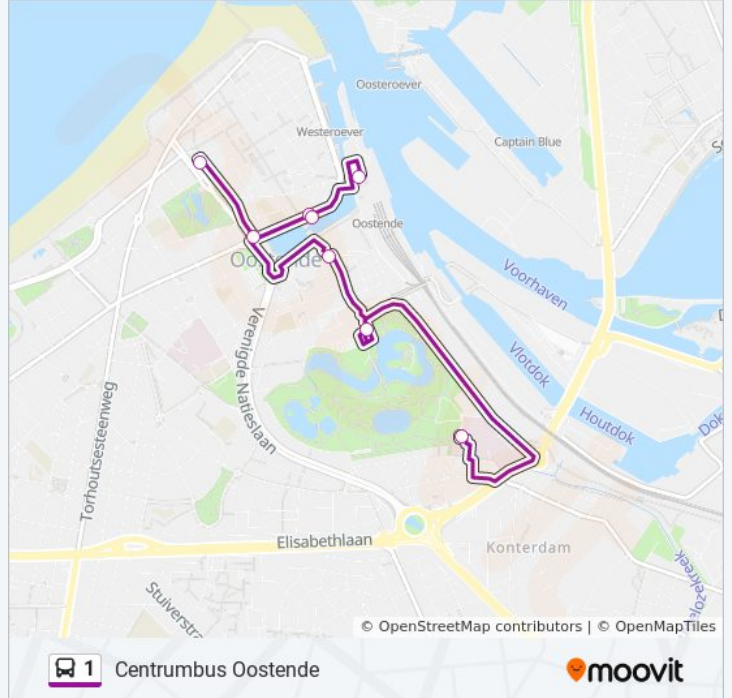 Oosteroever
Westeroever
Captain Blue
Oostende
Oostende
Voorhaven
Verenigde Natieslaan
Vlotdok
Houtdok
Dok
Torhoutsesteenweg
Elisabethlaan
Konterdam
Stuiverstra
© OpenStreetMap contributors | © OpenMapTiles
1 Centrumbus Oostende
moovit